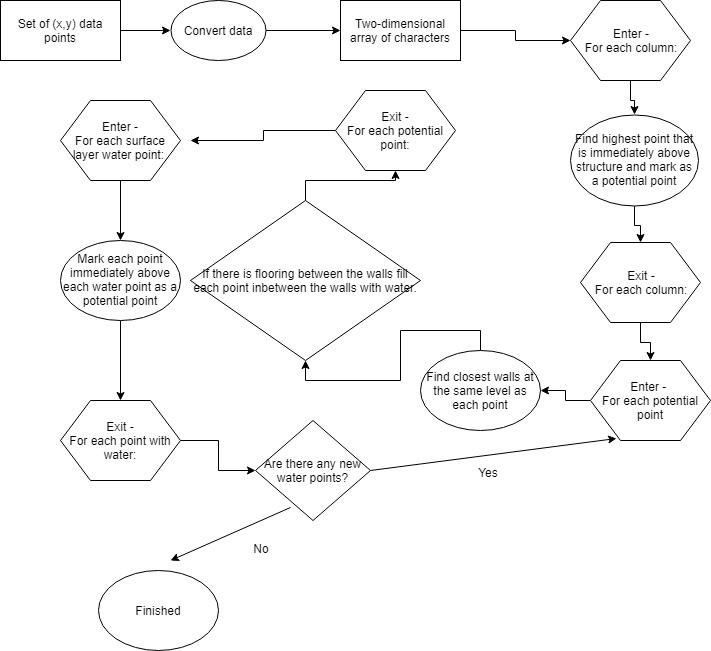 Set of (x,y) data
points
Convert data
Two-dimensional
array of characters
Enter -
For each column:
Find highest point that
is immediately above
structure and mark as
a potential point
Exit -
For each column:
Enter -
For each potential
point
Find closest walls at
the same level as
each point
If there is flooring between the walls fill
each point inbetween the walls with water.
Exit -
For each potential
point:
Enter -
For each surface
layer water point:
Mark each point
immediately above
each water point as a
potential point
Exit -
For each point with
water:
Are there any new
water points?
Yes
No
Finished